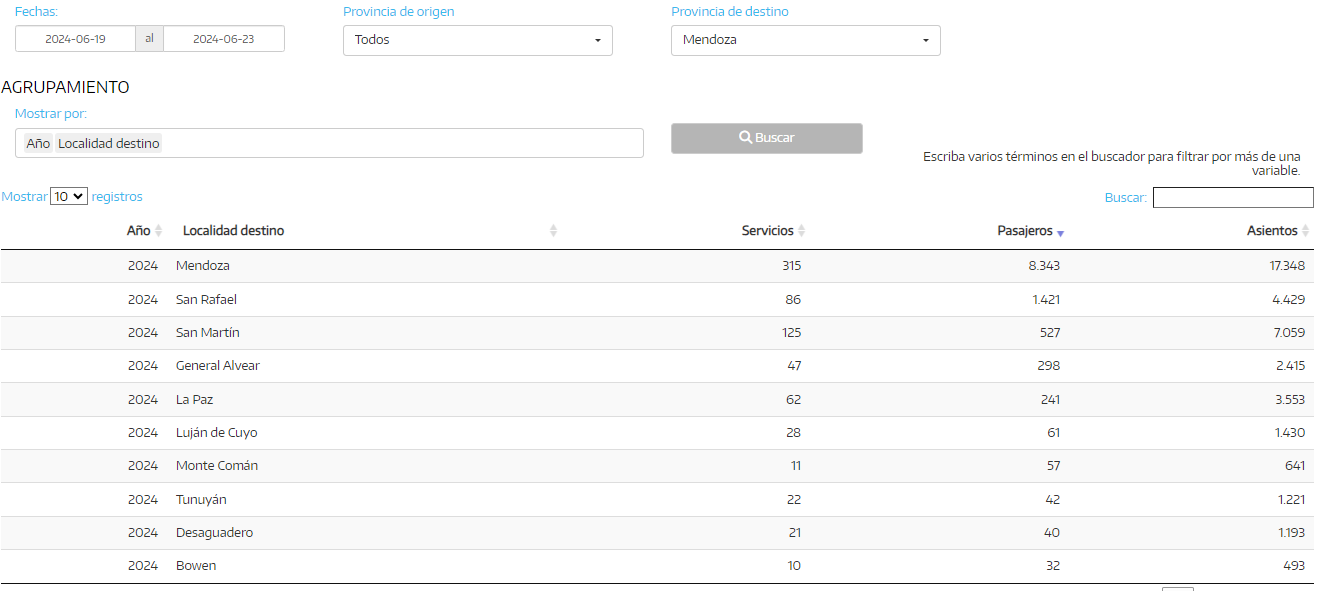 Fechas: Provincia de origen Provincia de destino
2024-06-19 al 2024-06-23 Todos Mendoza
AGRUPAMIENTO
Mostrar por:
Año Localidad destino Buscar
Escriba varios términos en el buscador para filtrar por más de una
variable.
Mostrar 10 registros Buscar:
Año Localidad destino Servicios Pasajeros Asientos
2024 Mendoza 315 8.343 17.348
2024 San Rafael 86 1.421 4.429
2024 San Martín 125 527 7.059
2024 General Alvear 47 298 2.415
2024 La Paz 62 241 3.553
2024 Luján de Cuyo 28 61 1.430
2024 Monte Comán 11 57 641
2024 Tunuyán 22 42 1.221
2024 Desaguadero 21 40 1.193
2024 Bowen 10 32 493